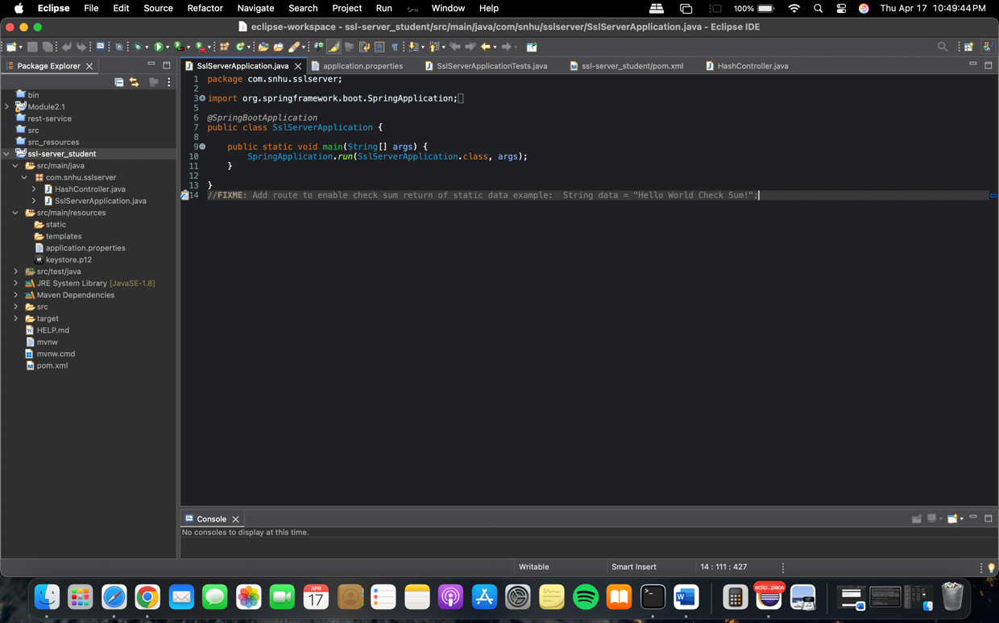 Eclipse File Edit Source Refactor Navigate Search Project Run Window Help 100% Thu Apr 17 10:49:44 PM
eclipse-workspace - ssl-server_student/src/main/java/com/snhu/sslserver/SslServerApplication.java - Eclipse IDE
Package Explorer
bin
Module2.1
rest-service
src
src_resources
ssl-server_student
src/main/java
com.snhu.sslserver
HashController.java
SslServerApplication.java
src/main/resources
static
templates
application.properties
keystore.p12
src/test/java
JRE System Library [JavaSE-1.8]
Maven Dependencies
src
target
HELP.md
mvnw
mvnw.cmd
pom.xml
SslServerApplication.java application.properties SslServerApplicationTests.java ssl-server_student/pom.xml HashController.java
1 package com.snhu.sslserver;
2
3 import org.springframework.boot.SpringApplication;
5
6 @SpringBootApplication
7 public class SslServerApplication {
8
9 public static void main(String[] args) {
10 SpringApplication.run(SslServerApplication.class, args);
11 }
12
13 }
14 //FIXME: Add route to enable check sum return of static data example:  String data = "Hello World Check Sum!";
Console
No consoles to display at this time.
Writable Smart Insert 14 : 111 : 427
APR
17
eclip...pace